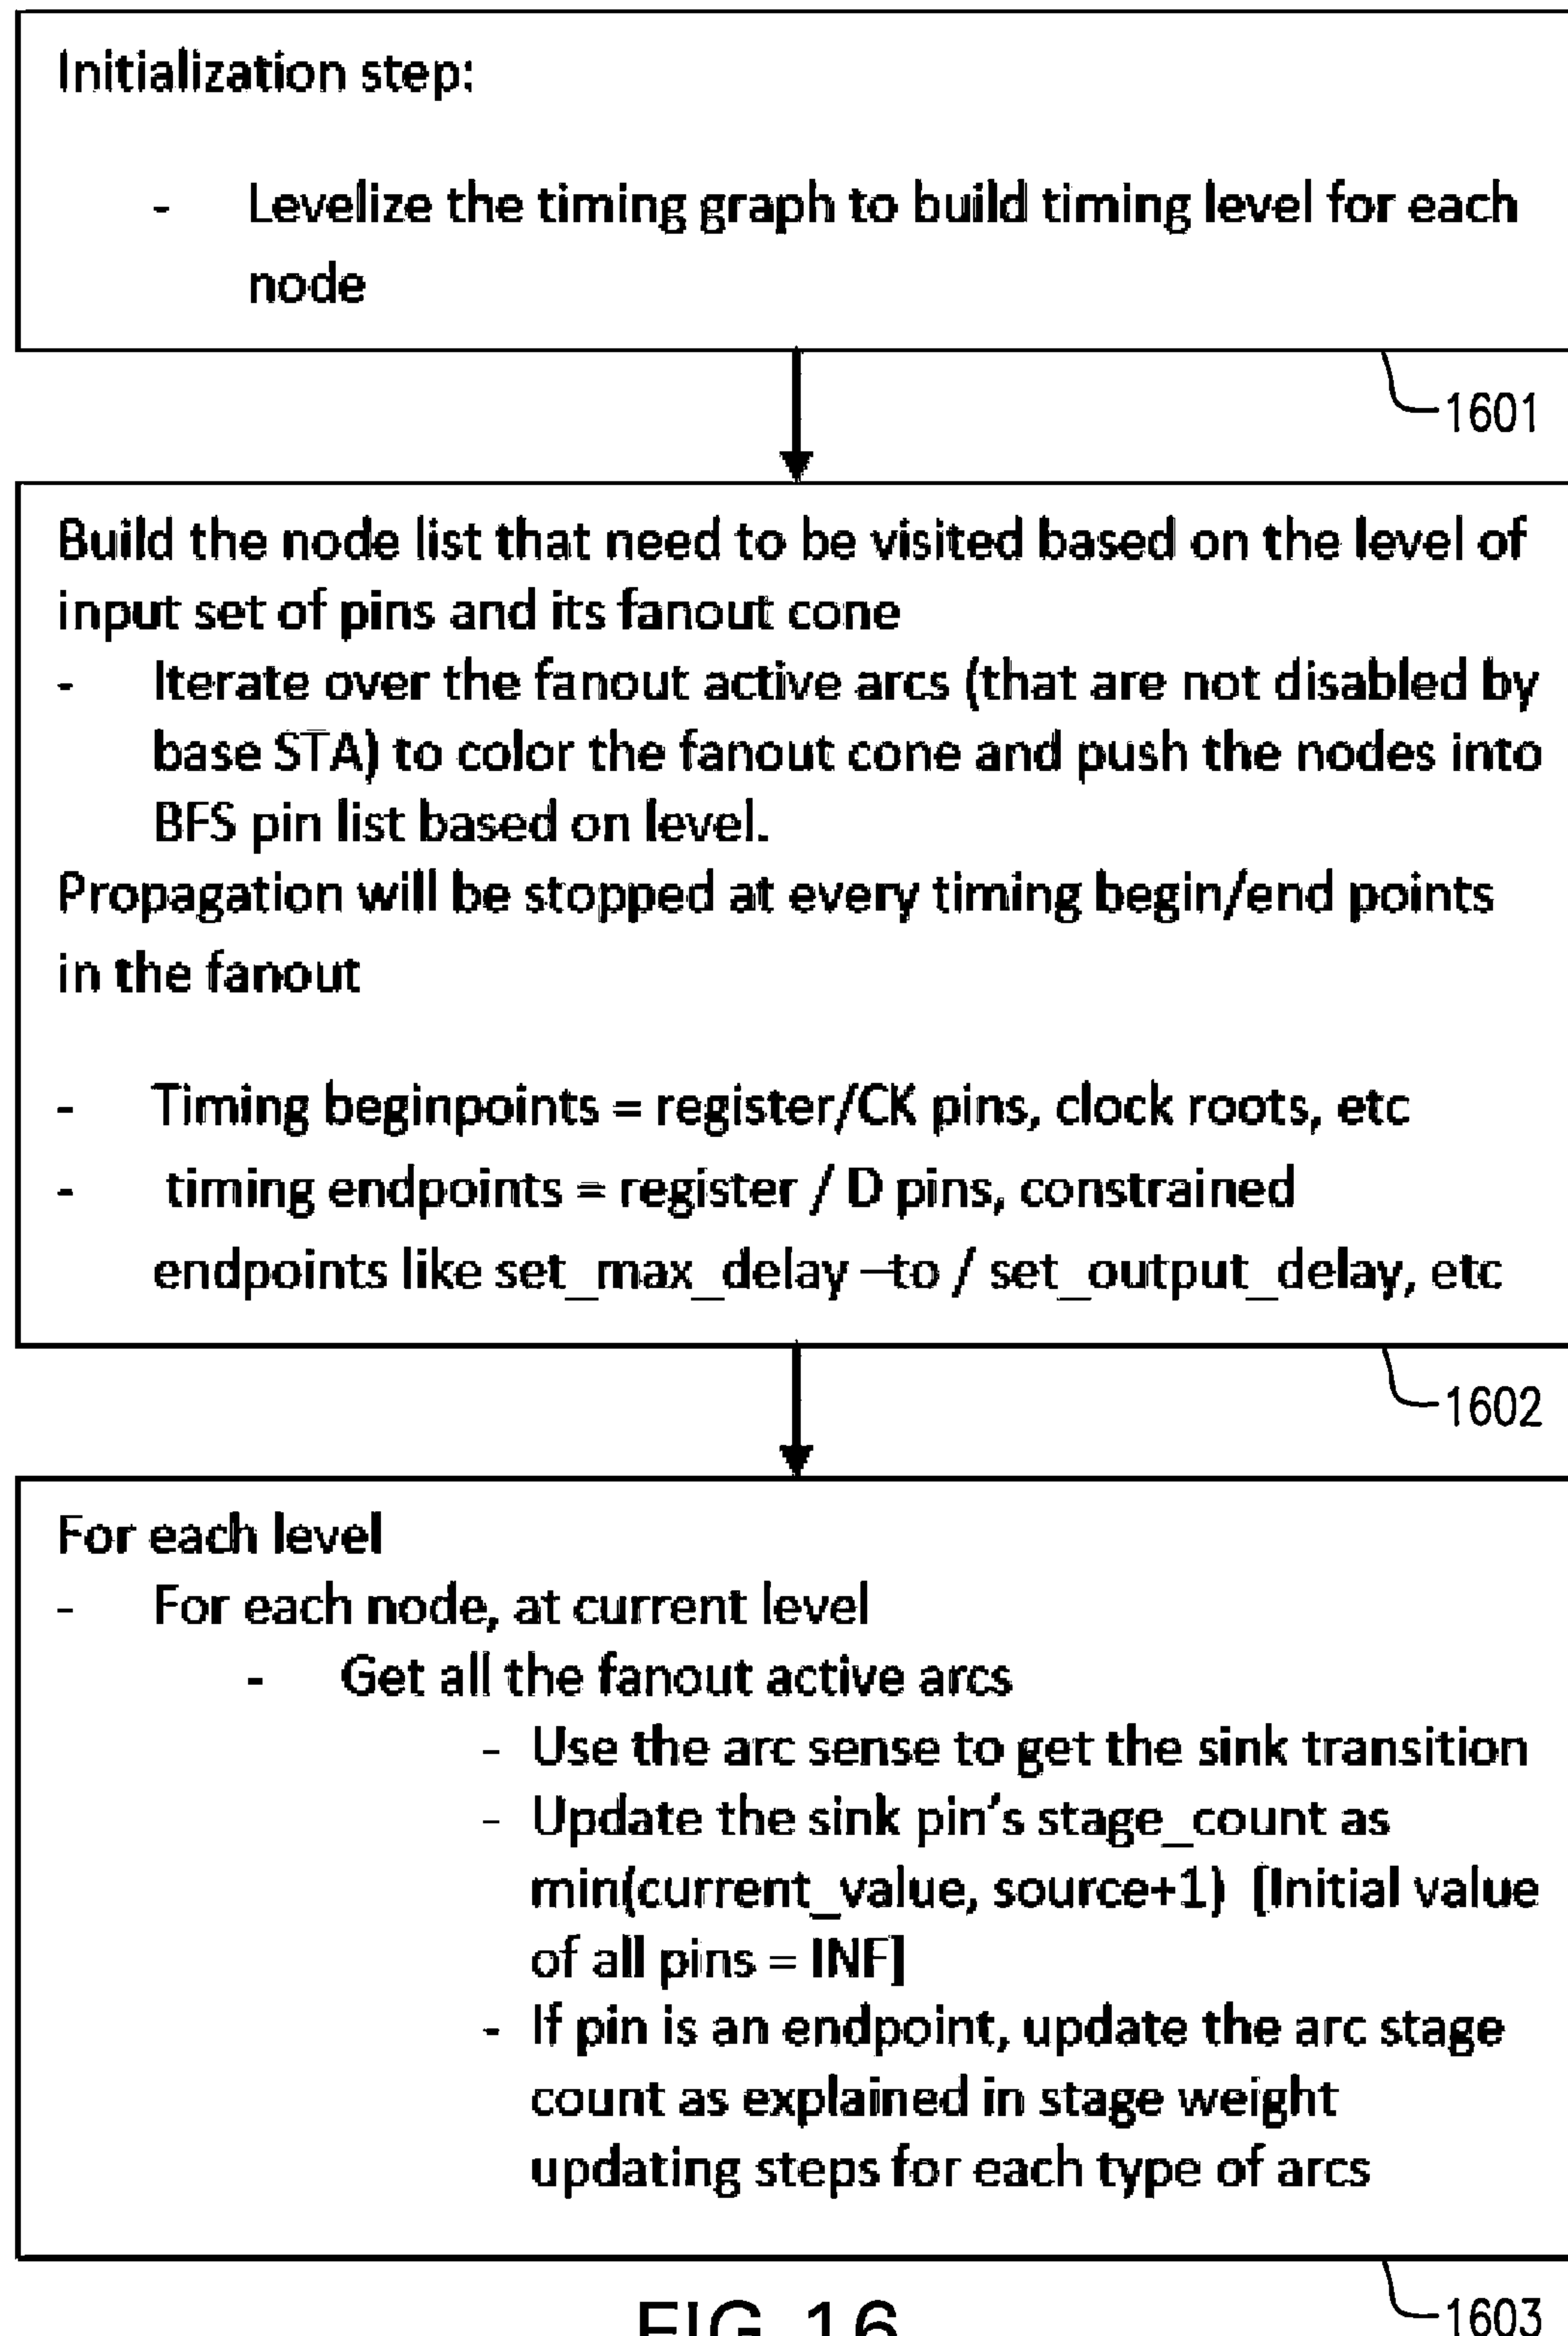 Initialization step:
- Levelize the timing graph to build timing level for each
node
1601
Build the node list that need to be visited based on the level of
input set of pins and its fanout cone
- Iterate over the fanout active arcs (that are not disabled by
base STA) to color the fanout cone and push the nodes into
BFS pin list based on level.
Propagation will be stopped at every timing begin/end points
in the fanout
- Timing beginpoints = register/CK pins, clock roots, etc
- timing endpoints = register / D pins, constrained
endpoints like set_max_delay –to / set_output_delay, etc
1602
For each level
- For each node, at current level
- Get all the fanout active arcs
- Use the arc sense to get the sink transition
- Update the sink pin's stage_count as
min(current_value, source+1) [Initial value
of all pins = INF]
- If pin is an endpoint, update the arc stage
count as explained in stage weight
updating steps for each type of arcs
1603
FIG. 16